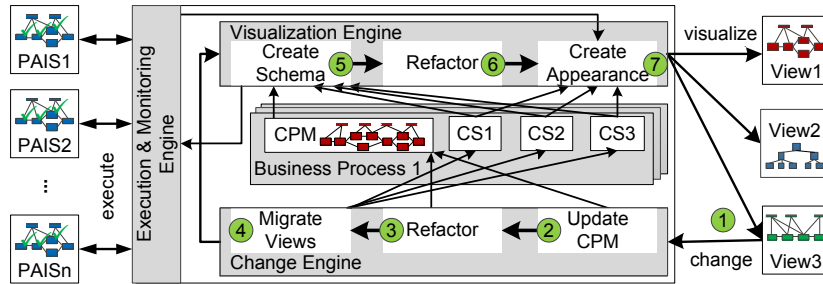 PAIS1
PAIS2
...
PAISn
execute
Execution & Monitoring
Engine
Visualization Engine
Create
Schema
5
Refactor
6
Create
Appearance
7
CPM
CS1
CS2
CS3
Business Process 1
4
Migrate
Views
3
Refactor
2
Update
CPM
Change Engine
visualize
View1
View2
1
change
View3